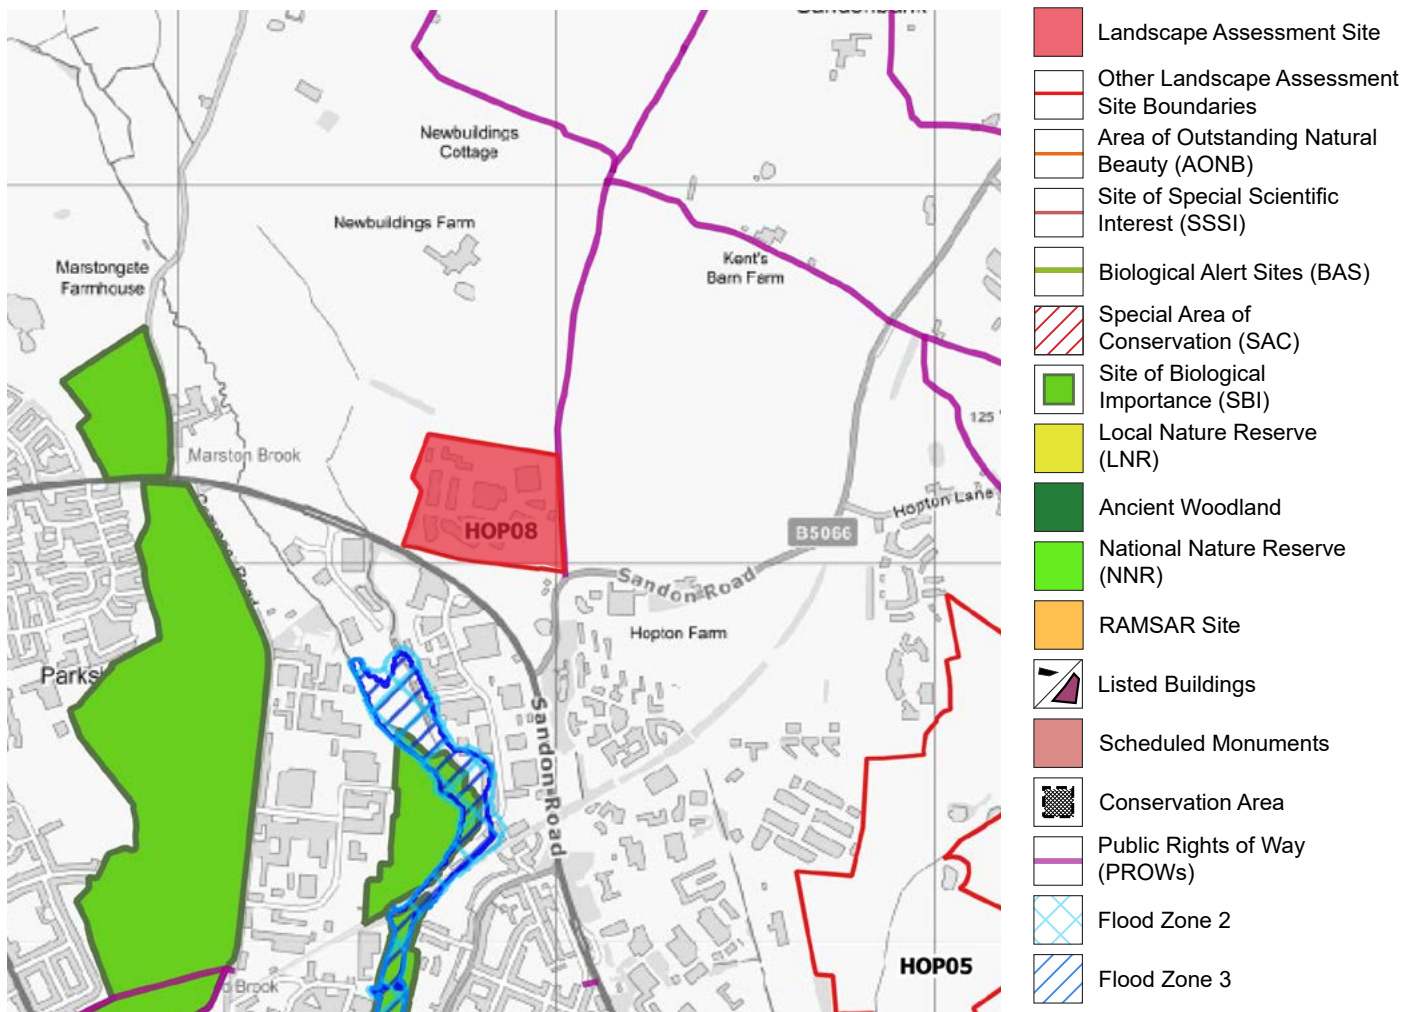 Newbuildings
Cottage
Newbuildings Farm
Marstongate
Farmhouse
Kent's
Barn Farm
125
Marston Brook
Hopton Lane
HOP08
B5066
Sandon Road
Hopton Farm
Sandon Road
HOP05
Brook
Landscape Assessment Site
Other Landscape Assessment
Site Boundaries
Area of Outstanding Natural
Beauty (AONB)
Site of Special Scientific
Interest (SSSI)
Biological Alert Sites (BAS)
Special Area of
Conservation (SAC)
Site of Biological
Importance (SBI)
Local Nature Reserve
(LNR)
Ancient Woodland
National Nature Reserve
(NNR)
RAMSAR Site
Listed Buildings
Scheduled Monuments
Conservation Area
Public Rights of Way
(PROWs)
Flood Zone 2
Flood Zone 3